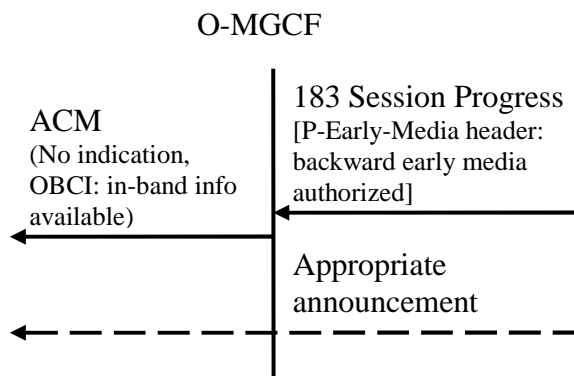 O-MGCF
ACM
(No indication,
OBCI: in-band info
available)
183 Session Progress
[P-Early-Media header:
backward early media
authorized]
Appropriate
announcement